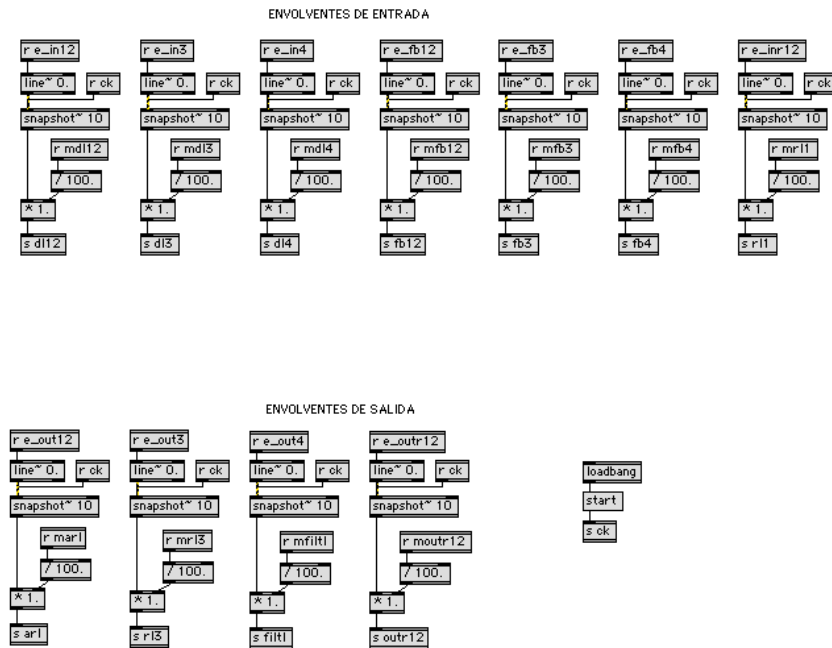 ENVOLVENTES DE ENTRADA
r e_in12 r e_in3 r e_in4 r e_fb12 r e_fb3 r e_fb4 r e_inr12
line~ 0. r ck line~ 0. r ck line~ 0. r ck line~ 0. r ck line~ 0. r ck line~ 0. r ck line~ 0. r ck
snapshot~ 10 snapshot~ 10 snapshot~ 10 snapshot~ 10 snapshot~ 10 snapshot~ 10 snapshot~ 10
r mdl12 r mdl3 r mdl4 r mfb12 r mfb3 r mfb4 r mrl1
/ 100. / 100. / 100. / 100. / 100. / 100. / 100.
* 1. * 1. * 1. * 1. * 1. * 1. * 1.
s dl12 s dl3 s dl4 s fb12 s fb3 s fb4 s rl1
ENVOLVENTES DE SALIDA
r e_out12 r e_out3 r e_out4 r e_outr12
line~ 0. r ck line~ 0. r ck line~ 0. r ck line~ 0. r ck loadbang
snapshot~ 10 snapshot~ 10 snapshot~ 10 snapshot~ 10 start
r marl r mrl3 r mfiltl r moutr12 s ck
/ 100. / 100. / 100. / 100.
* 1. * 1. * 1. * 1.
s arl s rl3 s filtl s outr12